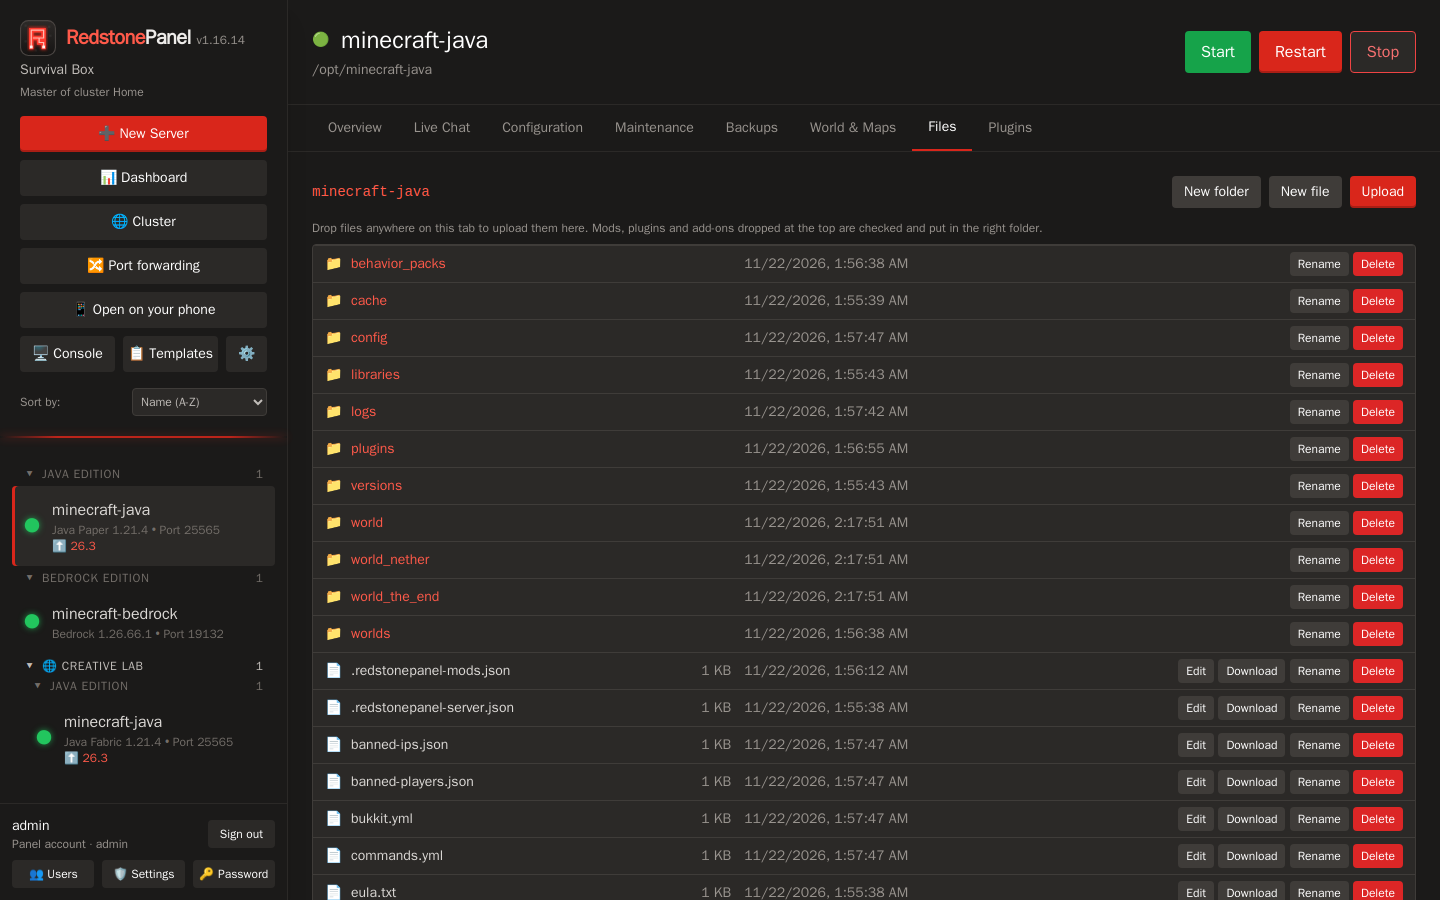 RedstonePanel v1.16.14
Survival Box
Master of cluster Home
➕ New Server
📊 Dashboard
🌐 Cluster
🔀 Port forwarding
📱 Open on your phone
🖥️ Console
📋 Templates
⚙️
Sort by:
Name (A-Z)
▼ JAVA EDITION 1
minecraft-java
Java Paper 1.21.4 • Port 25565
⬆️ 26.3
▼ BEDROCK EDITION 1
minecraft-bedrock
Bedrock 1.26.66.1 • Port 19132
▼ 🌐 CREATIVE LAB 1
▼ JAVA EDITION 1
minecraft-java
Java Fabric 1.21.4 • Port 25565
⬆️ 26.3
admin
Panel account · admin
Sign out
👥 Users
🛡️ Settings
🔑 Password
minecraft-java
/opt/minecraft-java
Start
Restart
Stop
Overview
Live Chat
Configuration
Maintenance
Backups
World & Maps
Files
Plugins
minecraft-java
New folder
New file
Upload
Drop files anywhere on this tab to upload them here. Mods, plugins and add-ons dropped at the top are checked and put in the right folder.
📁 behavior_packs 11/22/2026, 1:56:38 AM Rename Delete
📁 cache 11/22/2026, 1:55:39 AM Rename Delete
📁 config 11/22/2026, 1:57:47 AM Rename Delete
📁 libraries 11/22/2026, 1:55:43 AM Rename Delete
📁 logs 11/22/2026, 1:57:42 AM Rename Delete
📁 plugins 11/22/2026, 1:56:55 AM Rename Delete
📁 versions 11/22/2026, 1:55:43 AM Rename Delete
📁 world 11/22/2026, 2:17:51 AM Rename Delete
📁 world_nether 11/22/2026, 2:17:51 AM Rename Delete
📁 world_the_end 11/22/2026, 2:17:51 AM Rename Delete
📁 worlds 11/22/2026, 1:56:38 AM Rename Delete
📄 .redstonepanel-mods.json 1 KB 11/22/2026, 1:56:12 AM Edit Download Rename Delete
📄 .redstonepanel-server.json 1 KB 11/22/2026, 1:55:38 AM Edit Download Rename Delete
📄 banned-ips.json 1 KB 11/22/2026, 1:57:47 AM Edit Download Rename Delete
📄 banned-players.json 1 KB 11/22/2026, 1:57:47 AM Edit Download Rename Delete
📄 bukkit.yml 1 KB 11/22/2026, 1:57:47 AM Edit Download Rename Delete
📄 commands.yml 1 KB 11/22/2026, 1:57:47 AM Edit Download Rename Delete
📄 eula.txt 1 KB 11/22/2026, 1:55:38 AM Edit Download Rename Delete